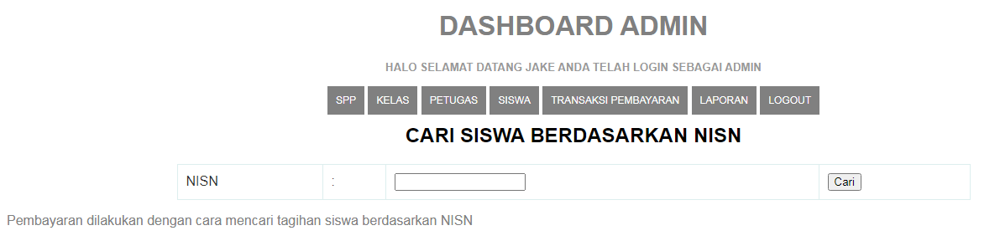 DASHBOARD ADMIN
HALO SELAMAT DATANG JAKE ANDA TELAH LOGIN SEBAGAI ADMIN
SPP KELAS PETUGAS SISWA TRANSAKSI PEMBAYARAN LAPORAN LOGOUT
CARI SISWA BERDASARKAN NISN
NISN : Cari
Pembayaran dilakukan dengan cara mencari tagihan siswa berdasarkan NISN